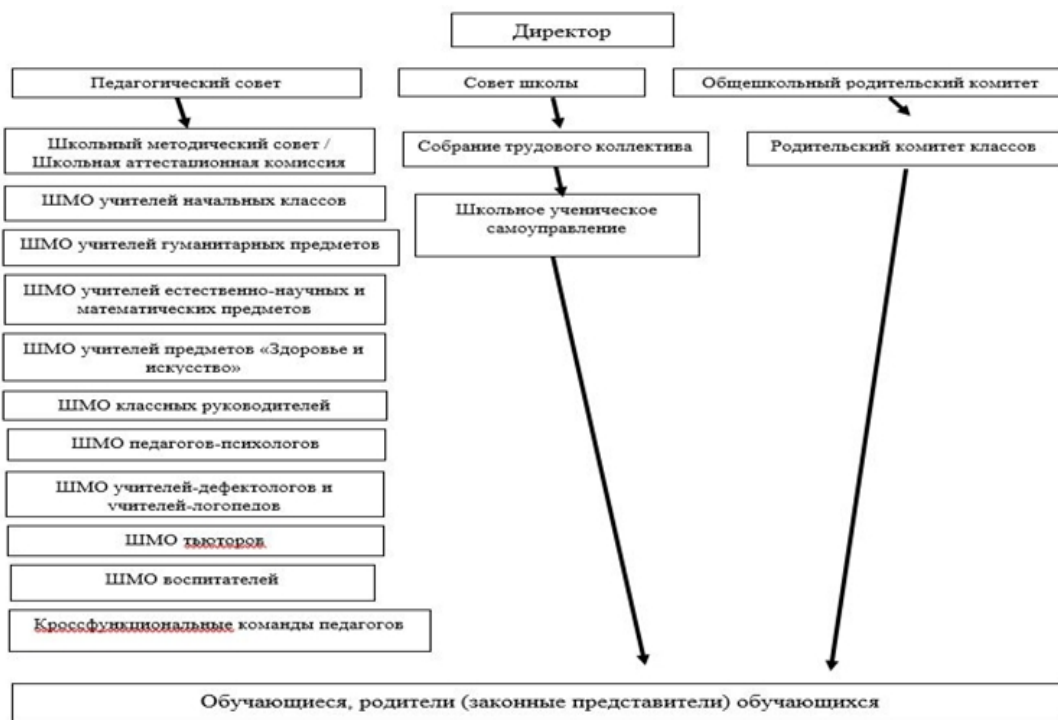 Директор
Педагогический совет
Совет школы
Общешкольный родительский комитет
Школьный методический совет /
Школьная аттестационная комиссия
Собрание трудового коллектива
Родительский комитет классов
ШМО учителей начальных классов
Школьное ученическое
самоуправление
ШМО учителей гуманитарных предметов
ШМО учителей естественно-научных и
математических предметов
ШМО учителей предметов «Здоровье и
искусство»
ШМО классных руководителей
ШМО педагогов-психологов
ШМО учителей-дефектологов и
учителей-логопедов
ШМО тьюторов
ШМО воспитателей
Кроссфункциональные команды педагогов
Обучающиеся, родители (законные представители) обучающихся